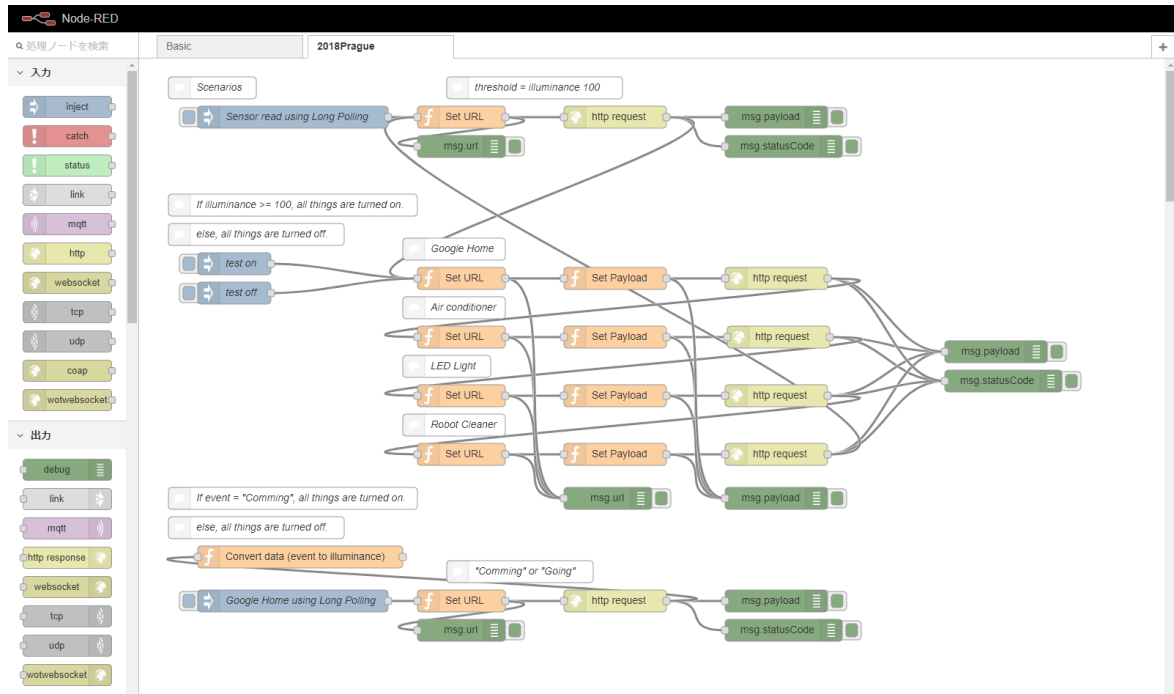 Node-RED
処理ノードを検索
Basic
2018Prague
+
入力
inject
catch
status
link
mqtt
http
websocket
tcp
udp
coap
wotwebsocket
出力
debug
link
mqtt
http response
websocket
tcp
udp
wotwebsocket
Scenarios
threshold = illuminance 100
Sensor read using Long Polling
Set URL
http request
msg.payload
msg.url
msg.statusCode
If illuminance >= 100, all things are turned on.
else, all things are turned off.
Google Home
test on
Set URL
Set Payload
http request
test off
Air conditioner
Set URL
Set Payload
http request
msg.payload
LED Light
msg.statusCode
Set URL
Set Payload
http request
Robot Cleaner
Set URL
Set Payload
http request
If event = "Comming", all things are turned on.
msg.url
msg.payload
else, all things are turned off.
Convert data (event to illuminance)
"Comming" or "Going"
Google Home using Long Polling
Set URL
http request
msg.payload
msg.url
msg.statusCode